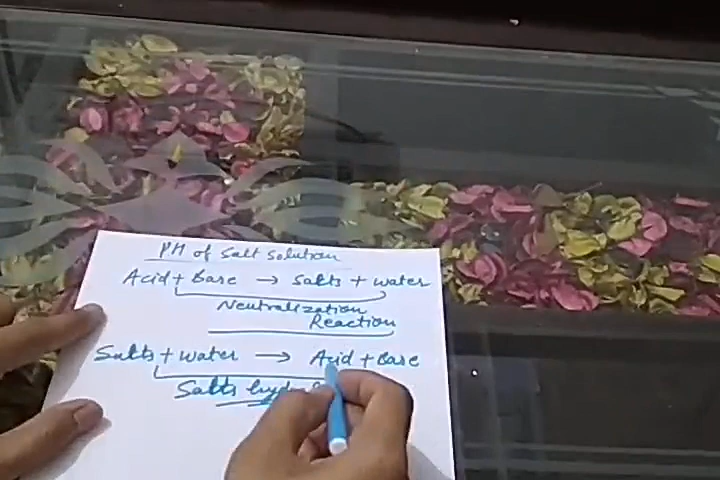 PH of Salt Solution
Acid + Base → Salts + water
Neutralization
Reaction
Salts + water → Acid + Base
Salts